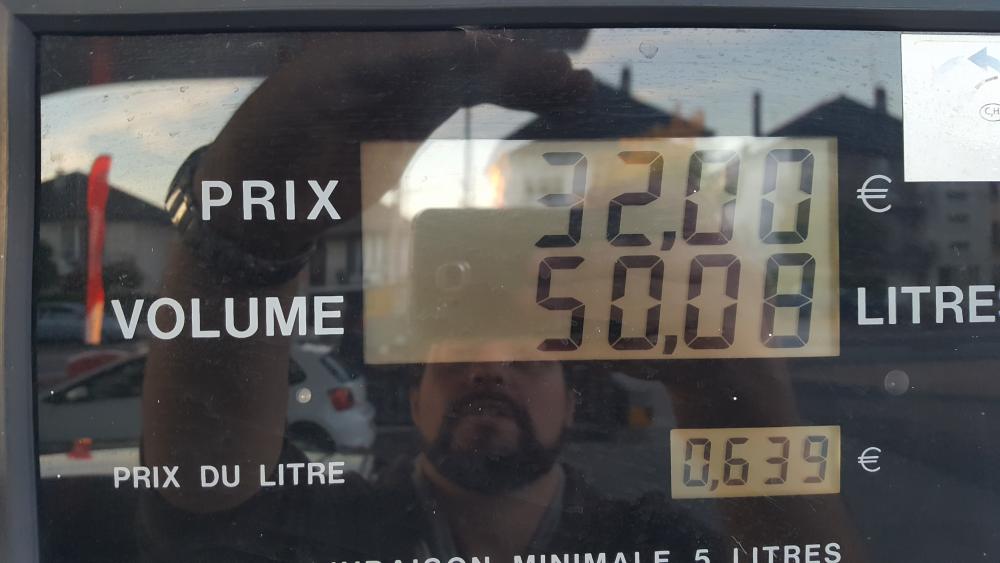 PRIX 32,00 €
VOLUME 50,08 LITRES
PRIX DU LITRE 0,639 €
MINIMALE 5 LITRES